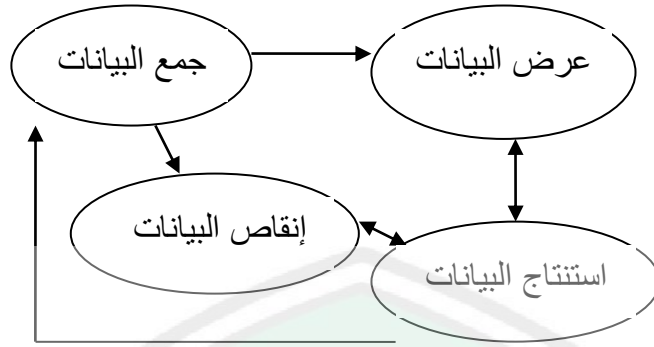 جمع البيانات
عرض البيانات
إنقاص البيانات
استنتاج البيانات